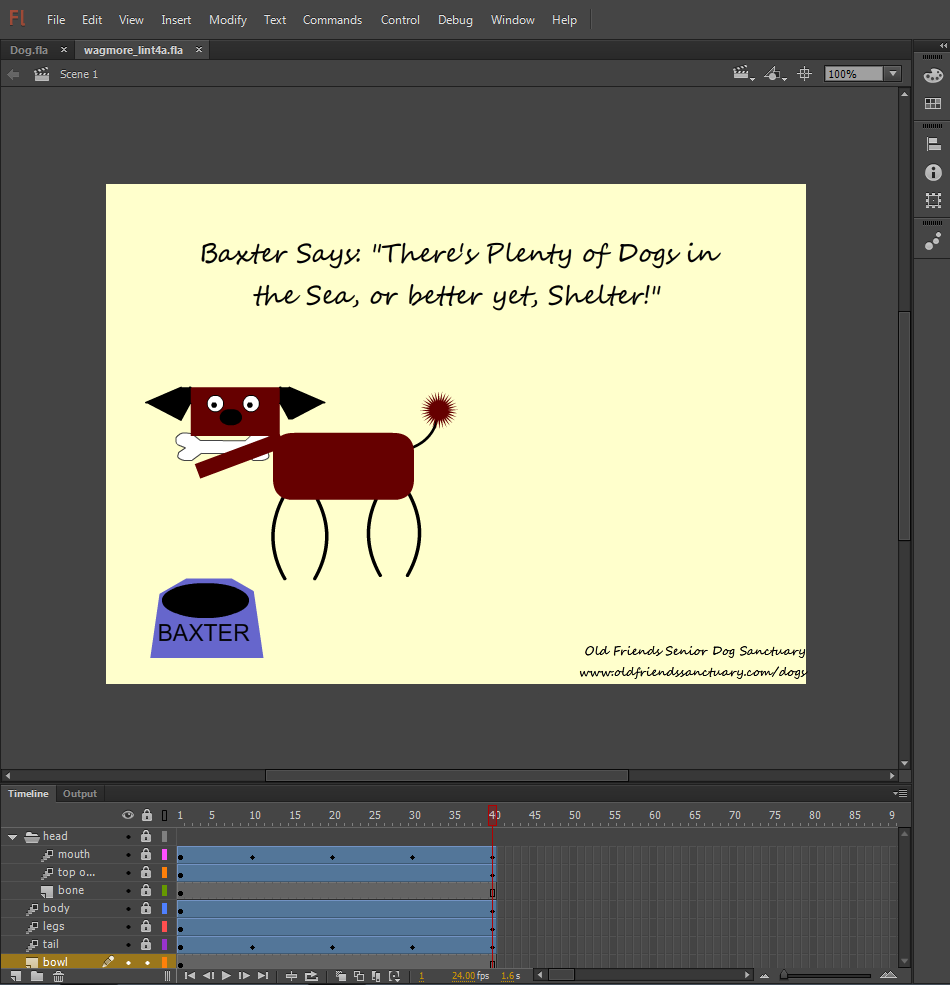 Fl File Edit View Insert Modify Text Commands Control Debug Window Help
Dog.fla × wagmore_lint4a.fla ×
Scene 1
100%
Baxter Says: "There's Plenty of Dogs in
the Sea, or better yet, Shelter!"
BAXTER
Old Friends Senior Dog Sanctuary
www.oldfriendssanctuary.com/dogs
Timeline Output
1 5 10 15 20 25 30 35 40 45 50 55 60 65 70 75 80 85 9
head
mouth
top o...
bone
body
legs
tail
bowl
1 24.00 fps 1.6 s